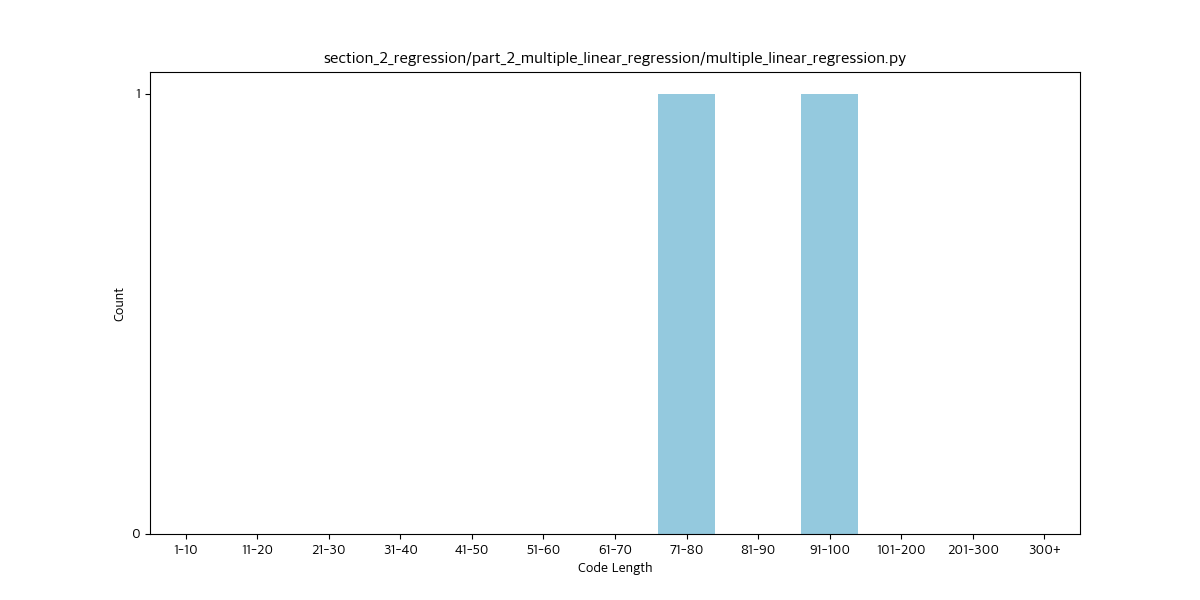 section_2_regression/part_2_multiple_linear_regression/multiple_linear_regression.py
1
Count
0
1-10 11-20 21-30 31-40 41-50 51-60 61-70 71-80 81-90 91-100 101-200 201-300 300+
Code Length